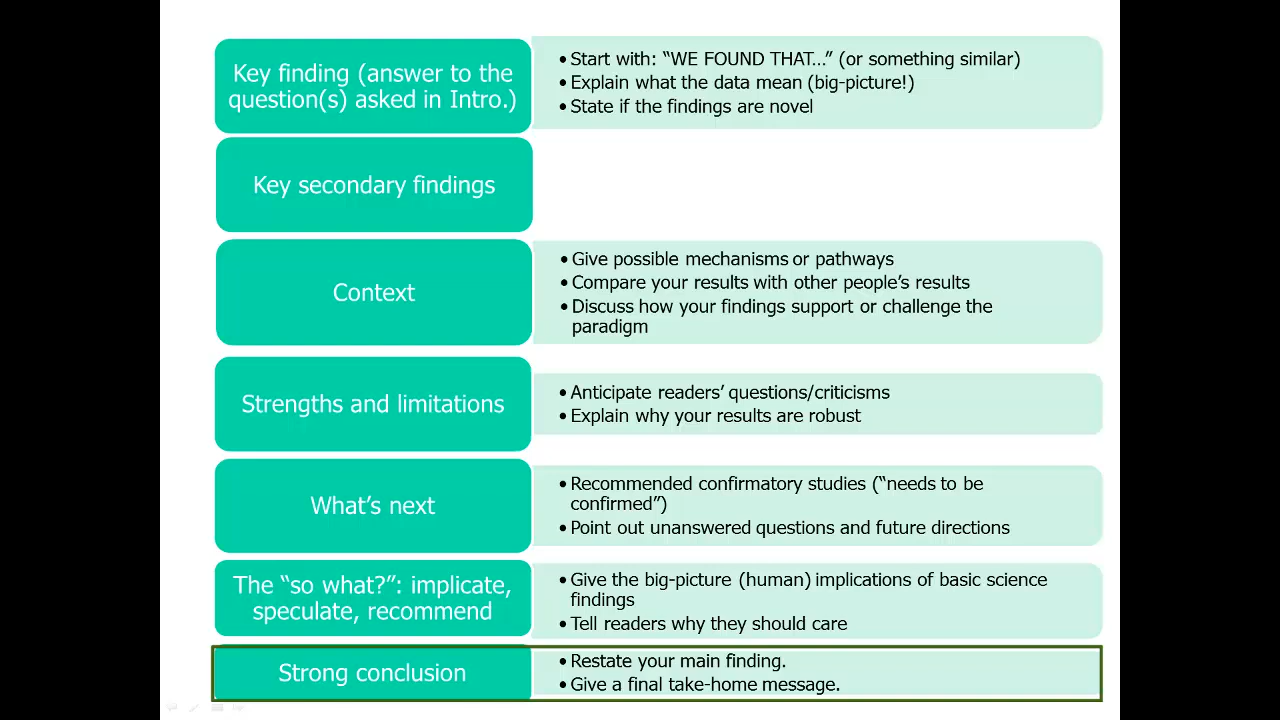 Key finding (answer to the
question(s) asked in Intro.)
• Start with: “WE FOUND THAT…” (or something similar)
• Explain what the data mean (big-picture!)
• State if the findings are novel
Key secondary findings
Context
• Give possible mechanisms or pathways
• Compare your results with other people’s results
• Discuss how your findings support or challenge the
paradigm
Strengths and limitations
• Anticipate readers’ questions/criticisms
• Explain why your results are robust
What’s next
• Recommended confirmatory studies (“needs to be
confirmed”)
• Point out unanswered questions and future directions
The “so what?”: implicate,
speculate, recommend
• Give the big-picture (human) implications of basic science
findings
• Tell readers why they should care
Strong conclusion
• Restate your main finding.
• Give a final take-home message.